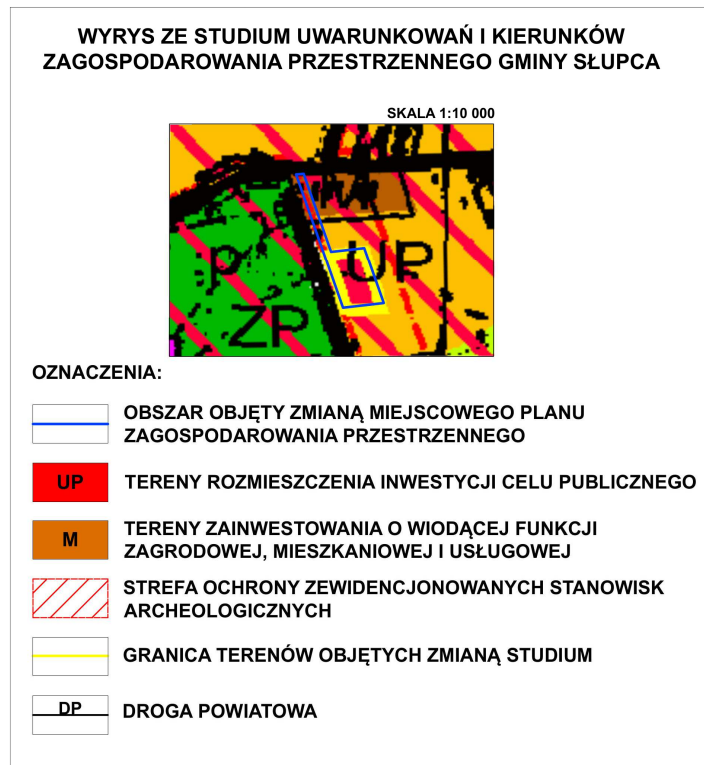 WYRYS ZE STUDIUM UWARUNKOWAŃ I KIERUNKÓW
ZAGOSPODAROWANIA PRZESTRZENNEGO GMINY SŁUPCA
SKALA 1:10 000
UP
P
ZP
OZNACZENIA:
OBSZAR OBJĘTY ZMIANĄ MIEJSCOWEGO PLANU
ZAGOSPODAROWANIA PRZESTRZENNEGO
UP TERENY ROZMIESZCZENIA INWESTYCJI CELU PUBLICZNEGO
M TERENY ZAINWESTOWANIA O WIODĄCEJ FUNKCJI
ZAGRODOWEJ, MIESZKANIOWEJ I USŁUGOWEJ
STREFA OCHRONY ZEWIDENCJONOWANYCH STANOWISK
ARCHEOLOGICZNYCH
GRANICA TERENÓW OBJĘTYCH ZMIANĄ STUDIUM
DP DROGA POWIATOWA